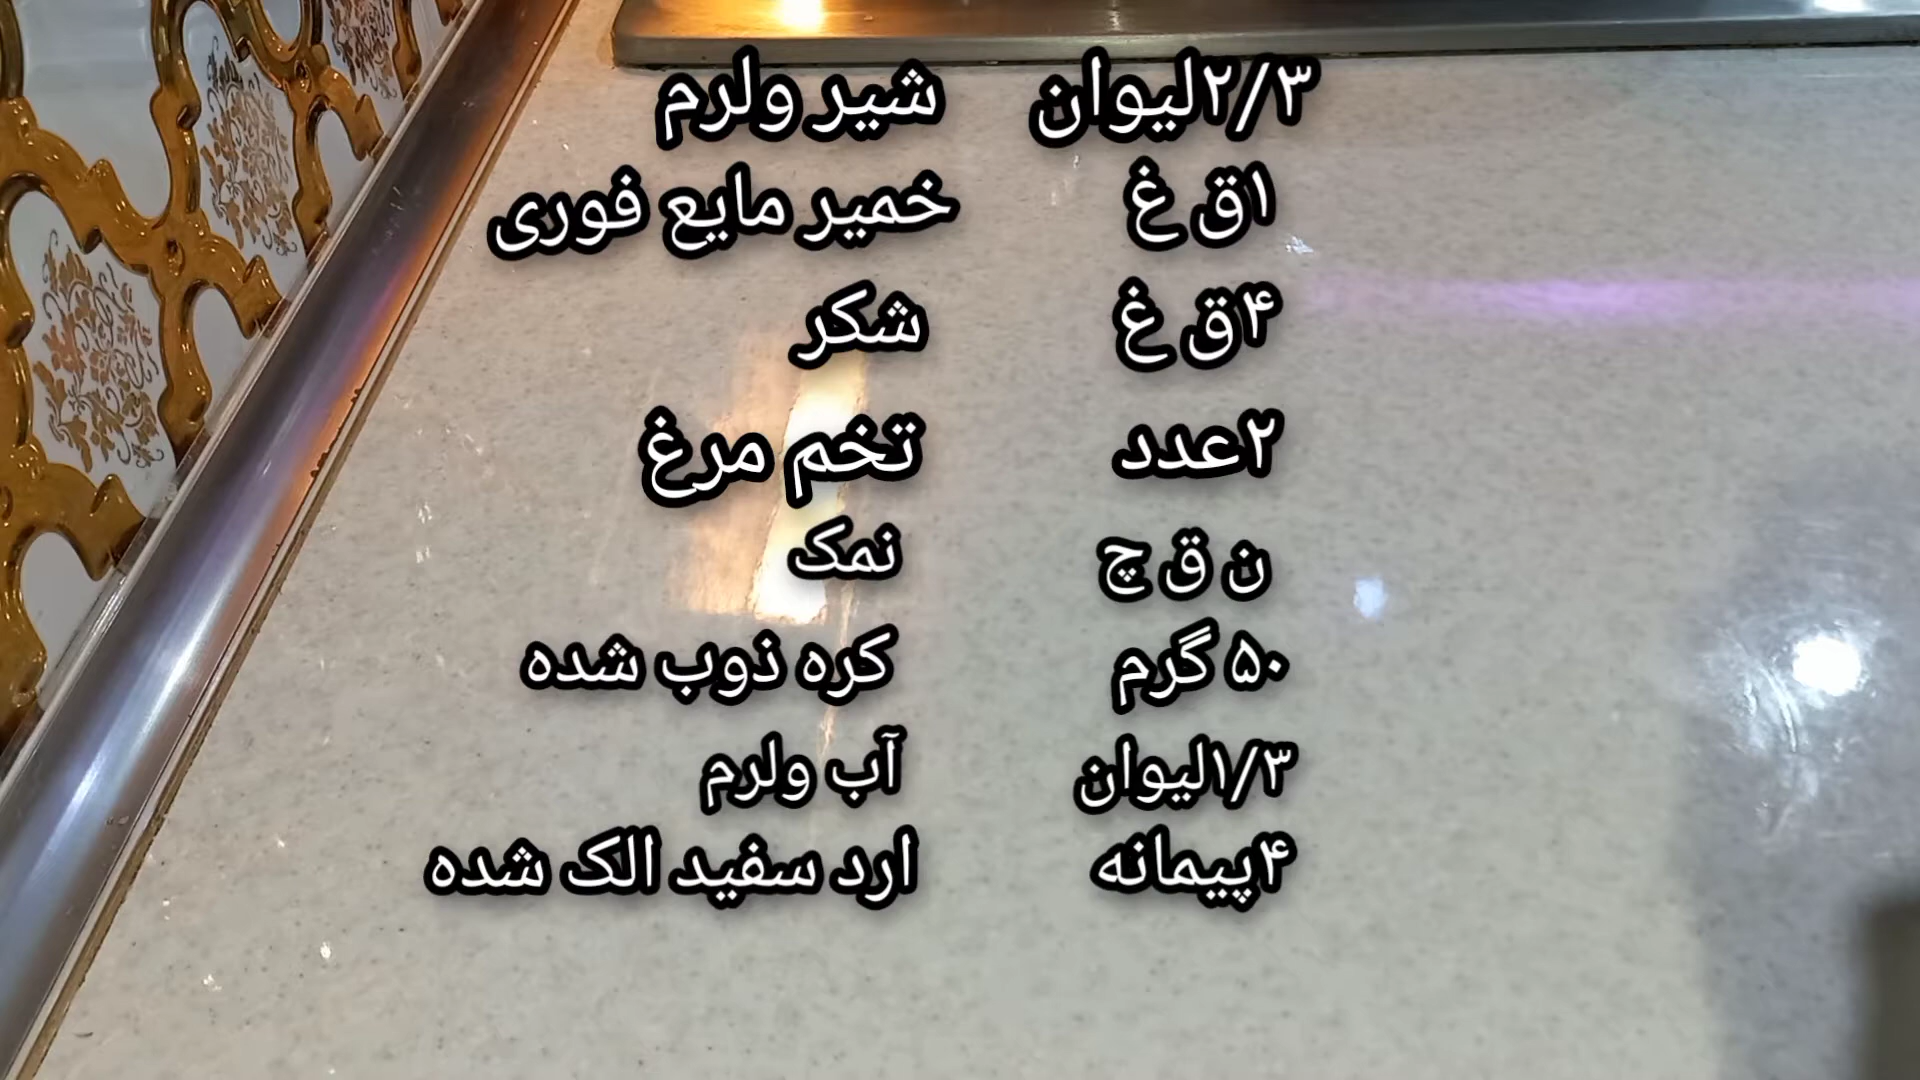 ۲/۳لیوان شیر ولرم
۱ق غ خمیر مایع فوری
۴ق غ شکر
۲عدد تخم مرغ
ن ق چ نمک
۵۰ گرم کره ذوب شده
۱/۳لیوان آب ولرم
۴پیمانه ارد سفید الک شده